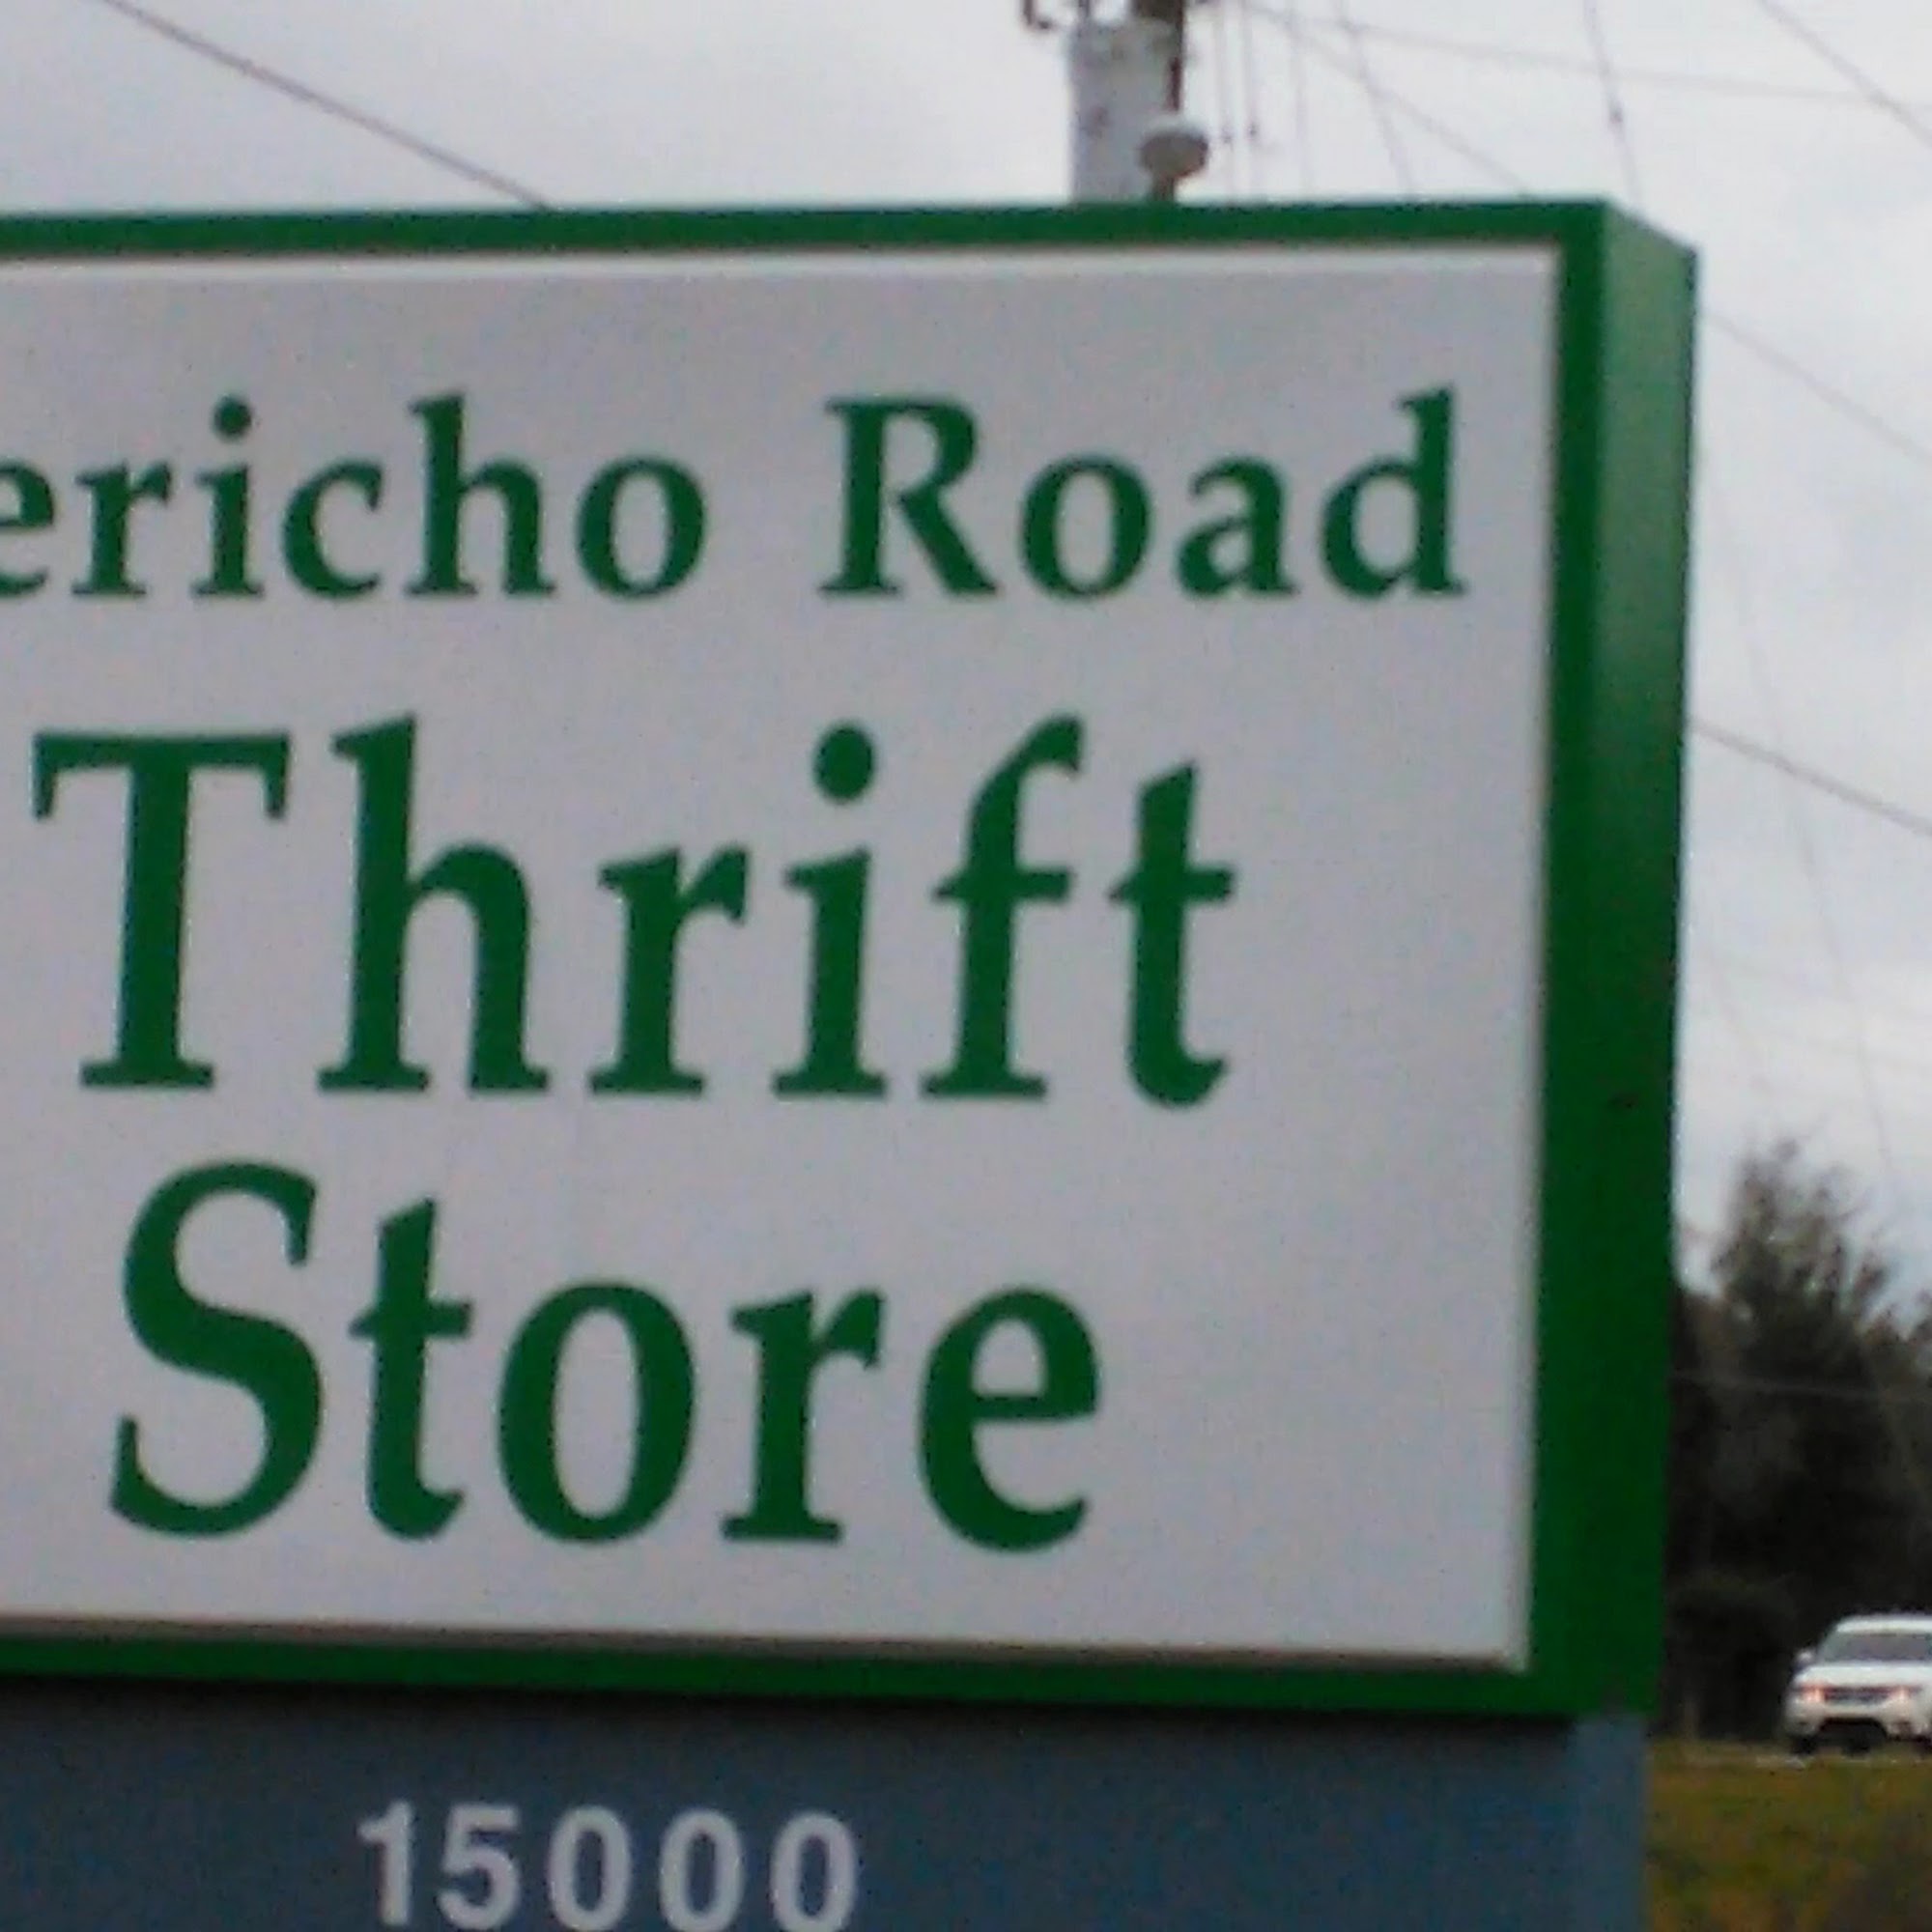 ericho Road
Thrift
Store
15000